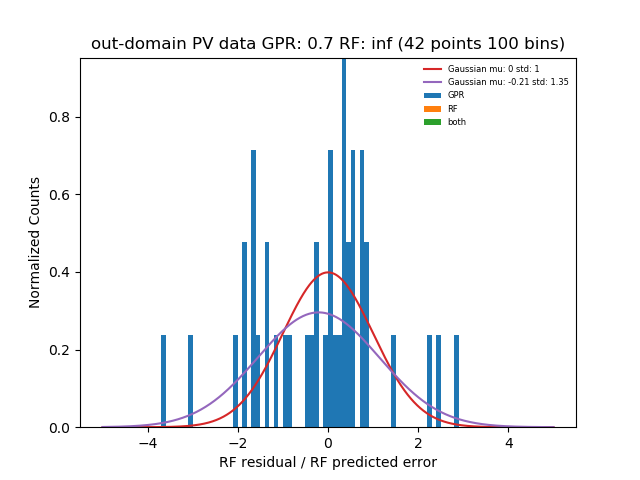 out-domain PV data GPR: 0.7 RF: inf (42 points 100 bins)
Gaussian mu: 0 std: 1
Gaussian mu: -0.21 std: 1.35
GPR
RF
both
Normalized Counts
0.8
0.6
0.4
0.2
0.0
−4
−2
0
2
4
RF residual / RF predicted error